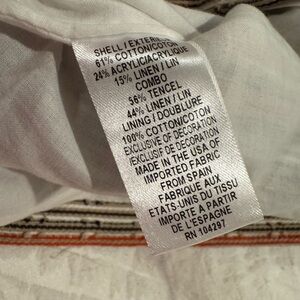 SHELL / EXTERIEUR
61% COTTON/COTON
24% ACRYLIC/ACRYLIQUE
15% LINEN / LIN
COMBO
56% TENCEL
44% LINEN / LIN
LINING / DOUBLURE
100% COTTON/COTON
EXCLUSIVE OF DECORATION
(EXCLUSIF DE DECORATION
MADE IN THE USA OF
IMPORTED FABRIC
FROM SPAIN
FABRIQUE AUX
ETATS-UNIS DU TISSU
IMPORTE A PARTIR
DE L'ESPAGNE
RN 104297